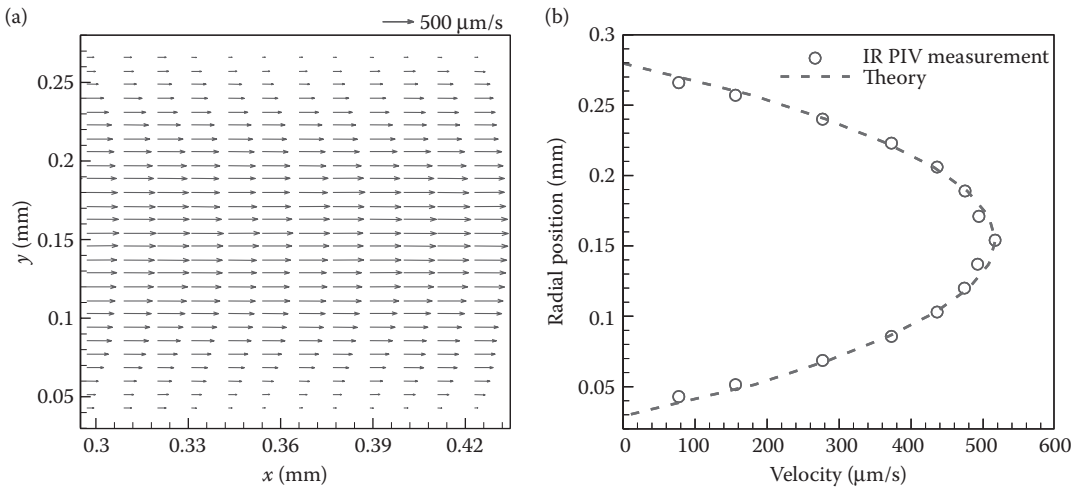 (a)
500 µm/s
0.25
0.2
0.15
0.1
0.05
y (mm)
0.3
0.33
0.36
0.39
0.42
x (mm)
(b)
0.3
0.25
0.2
0.15
0.1
0.05
Radial position (mm)
IR PIV measurement
Theory
0
100
200
300
400
500
600
Velocity (µm/s)